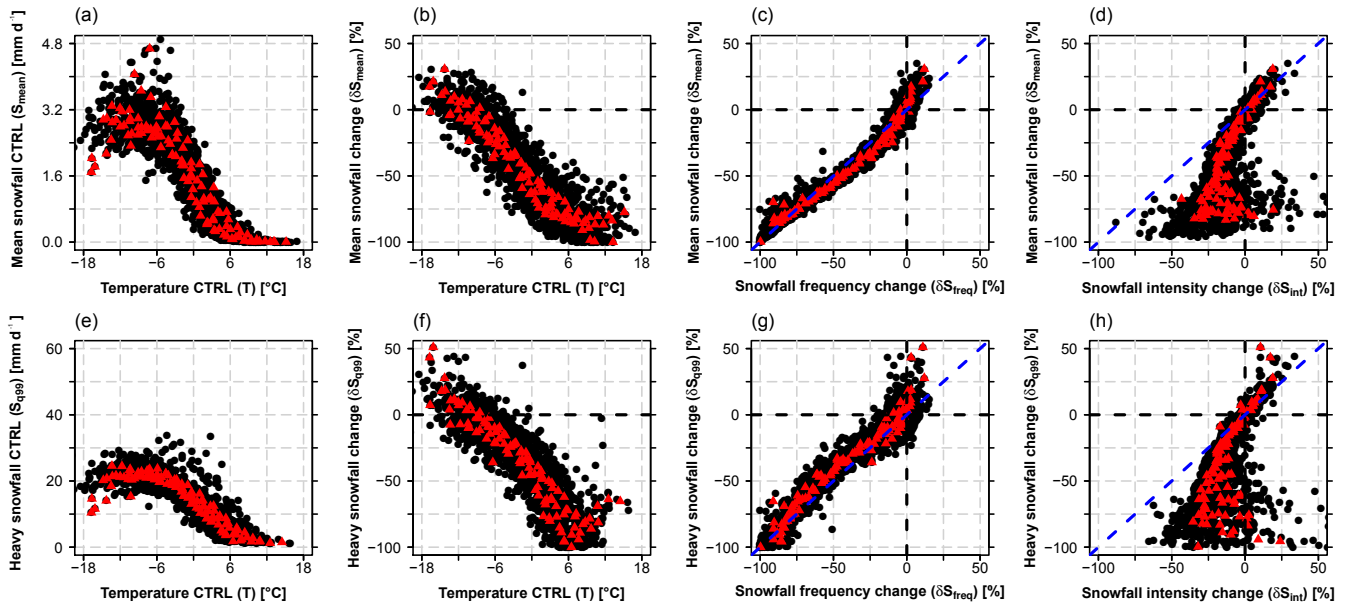 (a)
Mean snowfall CTRL (Smean) [mm d⁻¹]
4.8
3.2
1.6
0.0
−18
−6
6
18
Temperature CTRL (T) [°C]
(b)
Mean snowfall change (δSmean) [%]
50
0
−50
−100
−18
−6
6
18
Temperature CTRL (T) [°C]
(c)
Mean snowfall change (δSmean) [%]
50
0
−50
−100
−100
−50
0
50
Snowfall frequency change (δSfreq) [%]
(d)
Mean snowfall change (δSmean) [%]
50
0
−50
−100
−100
−50
0
50
Snowfall intensity change (δSint) [%]
(e)
Heavy snowfall CTRL (Sq99) [mm d⁻¹]
60
40
20
0
−18
−6
6
18
Temperature CTRL (T) [°C]
(f)
Heavy snowfall change (δSq99) [%]
50
0
−50
−100
−18
−6
6
18
Temperature CTRL (T) [°C]
(g)
Heavy snowfall change (δSq99) [%]
50
0
−50
−100
−100
−50
0
50
Snowfall frequency change (δSfreq) [%]
(h)
Heavy snowfall change (δSq99) [%]
50
0
−50
−100
−100
−50
0
50
Snowfall intensity change (δSint) [%]